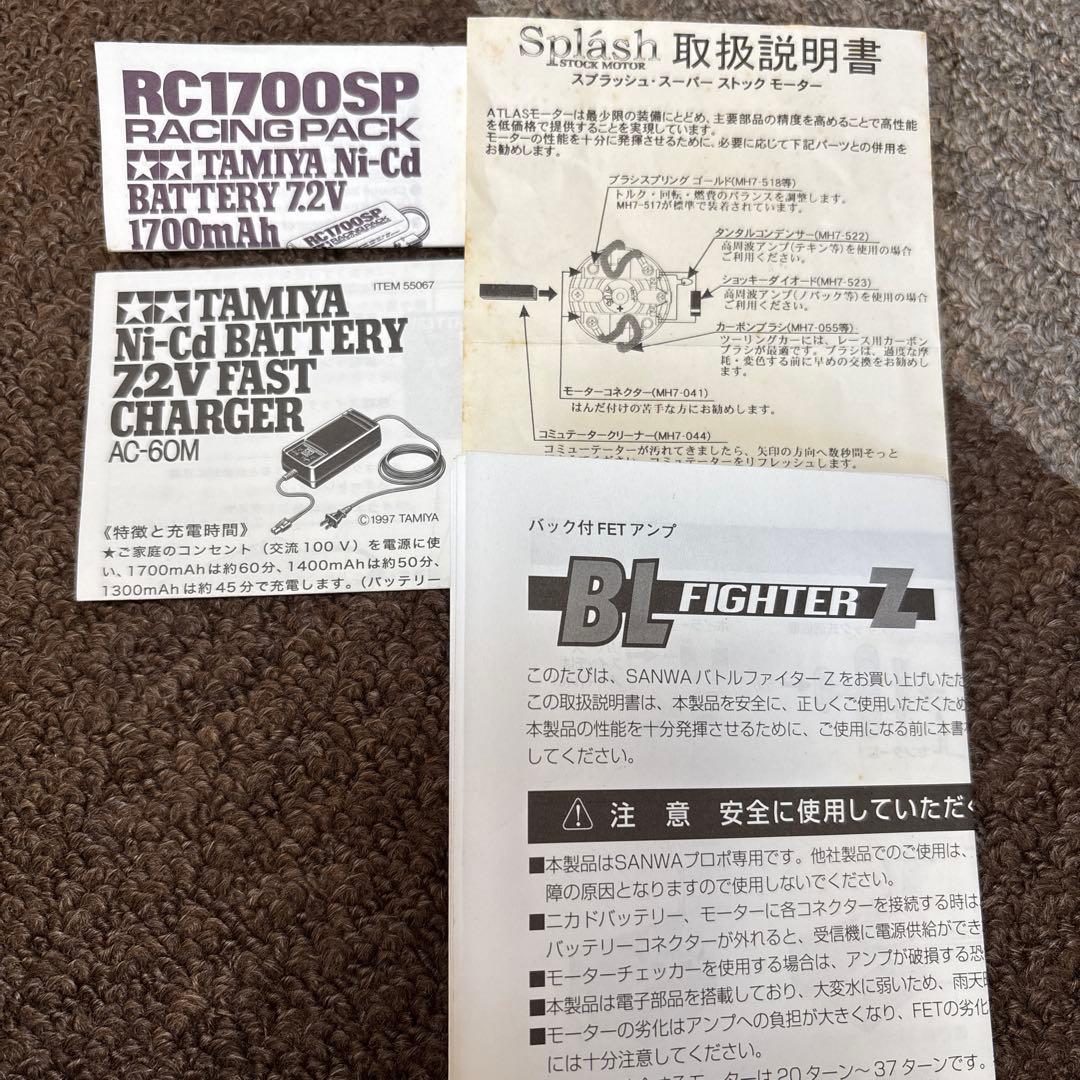 RC1700SP
RACING PACK
TAMIYA Ni-Cd
BATTERY 7.2V
1700mAh
RC1700SP
RACING PACK
ITEM 55067
TAMIYA
Ni-Cd BATTERY
7.2V FAST
CHARGER
AC-60M
©1997 TAMIYA
《特徴と充電時間》
★ご家庭のコンセント（交流100V）を電源に使
い、1700mAhは約60分、1400mAhは約50分、
1300mAhは約45分で充電します。（バッテリー
Splásh 取扱説明書
STOCK MOTOR
スプラッシュ・スーパー ストック モーター
ATLASモーターは最少限の装備にとどめ、主要部品の精度を高めることで高性能
を低価格で提供することを実現しています。
モーターの性能を十分に発揮させるために、必要に応じて下記パーツとの併用を
お勧めします。
ブラシスプリング ゴールド(MH7-518等)
トルク・回転・燃費のバランスを調整します。
MH7-517が標準で装着されています。
タンタルコンデンサー(MH7-522)
高周波アンプ(テキン等)を使用の場合
ご利用ください。
ショッキーダイオード(MH7-523)
高周波アンプ(ノバック等)を使用の場合
ご利用ください。
カーボンブラシ(MH7-055等)
ツーリングカーには、レース用カーボン
ブラシが最適です。ブラシは、過度な摩
耗・変色する前に早めの交換をお勧めし
ます。
モーターコネクター(MH7-041)
はんだ付けの苦手な方にお勧めします。
コミュテータークリーナー(MH7-044)
コミューテーターが汚れてきましたら、矢印の方向へ数秒間そっと
コミュテーターをリフレッシュします。
バック付FETアンプ
BL FIGHTER Z
このたびは、SANWAバトルファイターZをお買い上げいただ
この取扱説明書は、本製品を安全に、正しくご使用いただくため
本製品の性能を十分発揮させるために、ご使用になる前に本書
してください。
注 意 安全に使用していただく
■本製品はSANWAプロポ専用です。他社製品でのご使用は、
障の原因となりますので使用しないでください。
■ニカドバッテリー、モーターに各コネクターを接続する時は
バッテリーコネクターが外れると、受信機に電源供給ができ
■モーターチェッカーを使用する場合は、アンプが破損する恐
■本製品は電子部品を搭載しており、大変水に弱いため、雨天
■モーターの劣化はアンプへの負担が大きくなり、FETの劣化
には十分注意してください。
モーターは20ターン～37ターンです。